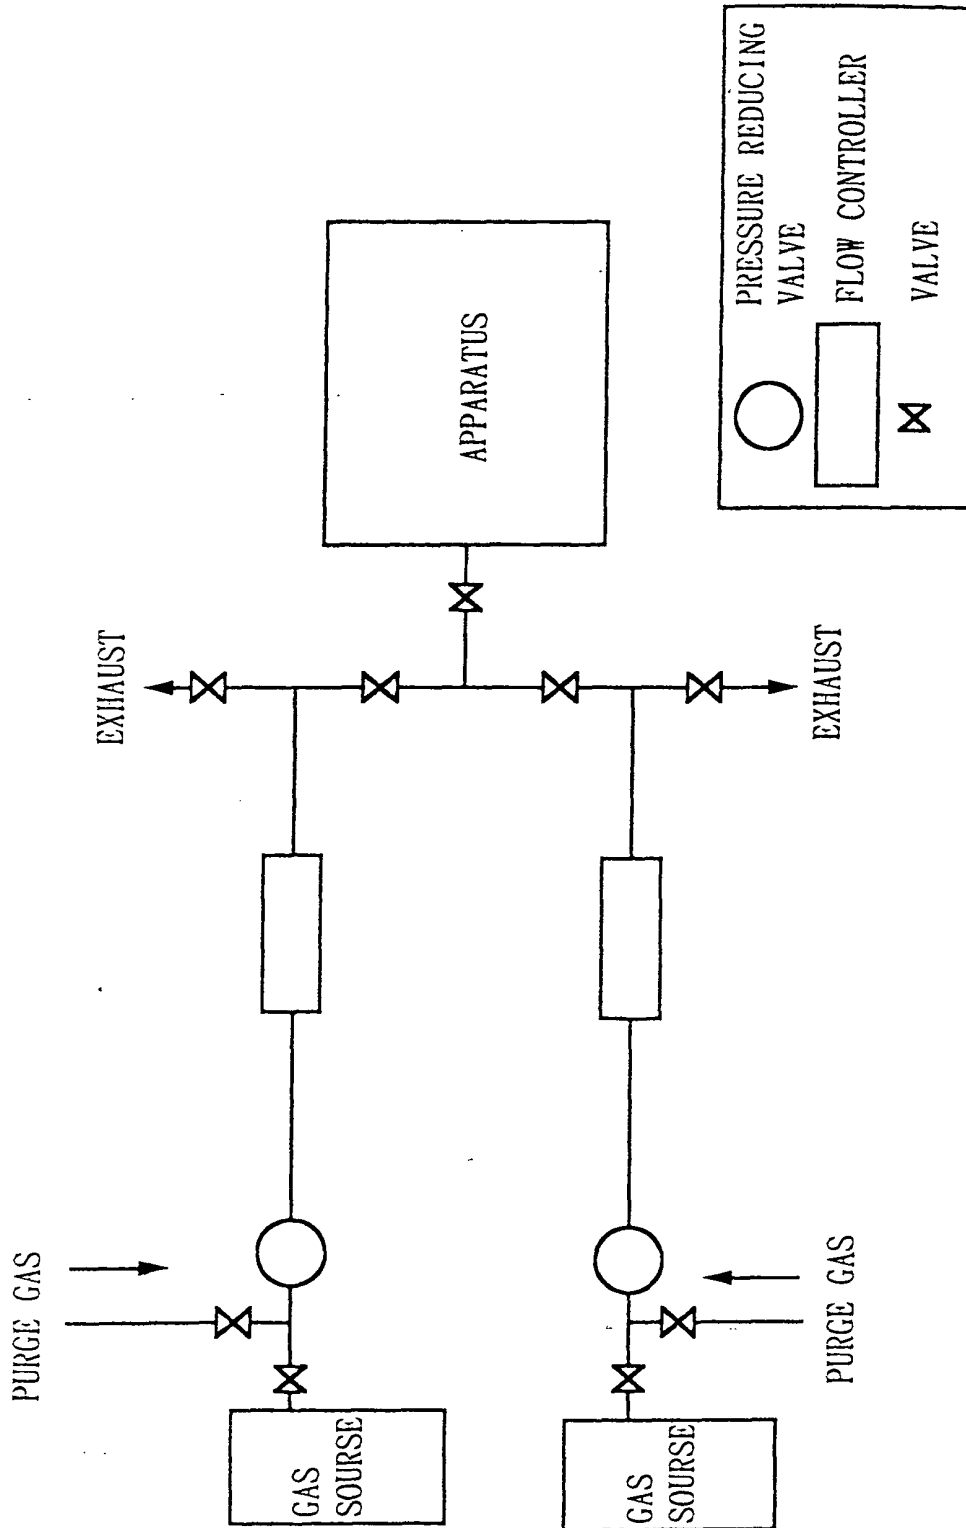 PURGE GAS
GAS
SOURSE
EXHAUST
APPARATUS
GAS
SOURSE
PURGE GAS
EXHAUST
PRESSURE REDUCING
VALVE
FLOW CONTROLLER
VALVE